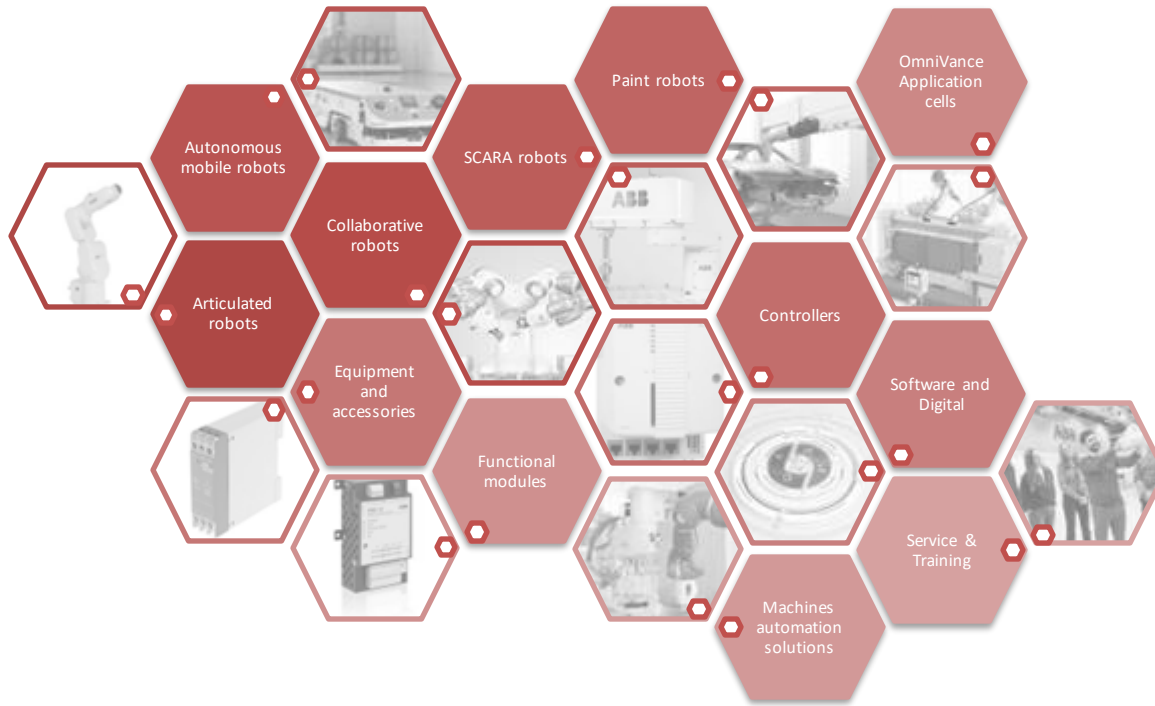 Paint robots
OmniVance
Application
cells
Autonomous
mobile robots
SCARA robots
ABB
Collaborative
robots
Articulated
robots
Controllers
Equipment
and
accessories
Software and
Digital
Functional
modules
Service &
Training
Machines
automation
solutions